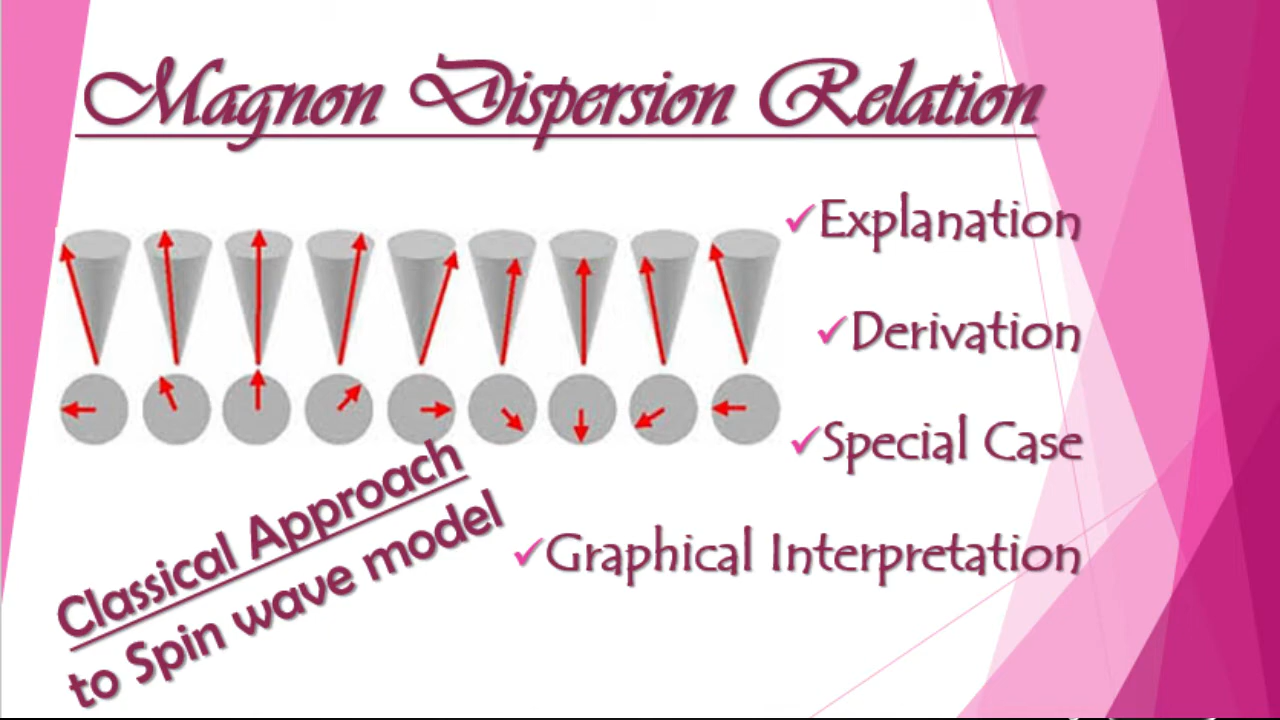 Magnon Dispersion Relation
✓Explanation
✓Derivation
✓Special Case
✓Graphical Interpretation
Classical Approach
to Spin wave model